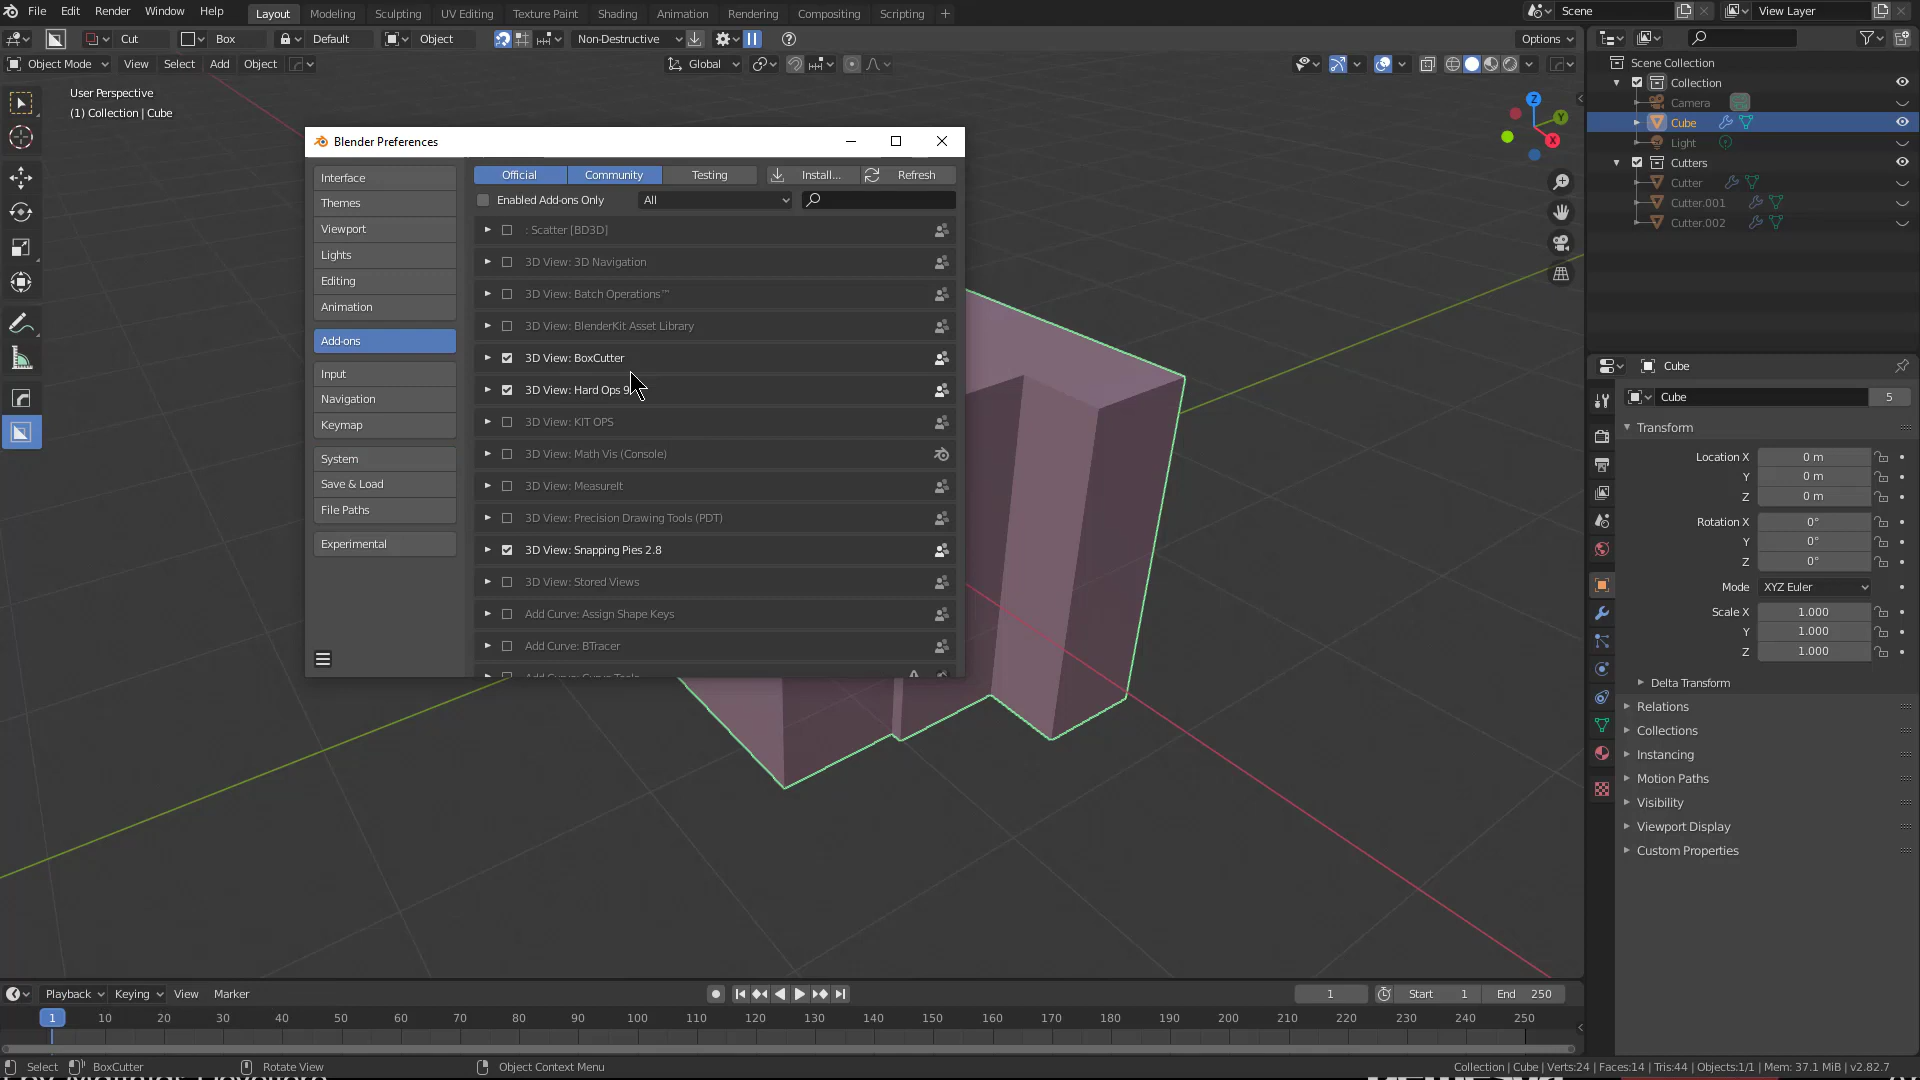 File Edit Render Window Help Layout Modeling Sculpting UV Editing Texture Paint Shading Animation Rendering Compositing Scripting + Scene View Layer
Cut Box Default Object Non-Destructive Options
Object Mode View Select Add Object Global
User Perspective
(1) Collection | Cube
Z
Y
X
Blender Preferences
Interface
Themes
Viewport
Lights
Editing
Animation
Add-ons
Input
Navigation
Keymap
System
Save & Load
File Paths
Experimental
Official Community Testing Install... Refresh
Enabled Add-ons Only All
: Scatter [BD3D]
3D View: 3D Navigation
3D View: Batch Operations™
3D View: BlenderKit Asset Library
3D View: BoxCutter
3D View: Hard Ops 9
3D View: KIT OPS
3D View: Math Vis (Console)
3D View: MeasureIt
3D View: Precision Drawing Tools (PDT)
3D View: Snapping Pies 2.8
3D View: Stored Views
Add Curve: Assign Shape Keys
Add Curve: BTracer
Add Curve: Curve Tools
Scene Collection
Collection
Camera
Cube
Light
Cutters
Cutter
Cutter.001
Cutter.002
Cube
Cube 5
Transform
Location X 0 m
Y 0 m
Z 0 m
Rotation X 0°
Y 0°
Z 0°
Mode XYZ Euler
Scale X 1.000
Y 1.000
Z 1.000
Delta Transform
Relations
Collections
Instancing
Motion Paths
Visibility
Viewport Display
Custom Properties
Playback Keying View Marker 1 Start 1 End 250
1 10 20 30 40 50 60 70 80 90 100 110 120 130 140 150 160 170 180 190 200 210 220 230 240 250
Select BoxCutter Rotate View Object Context Menu Collection | Cube | Verts:24 | Faces:14 | Tris:44 | Objects:1/1 | Mem: 37.1 MiB | v2.82.7